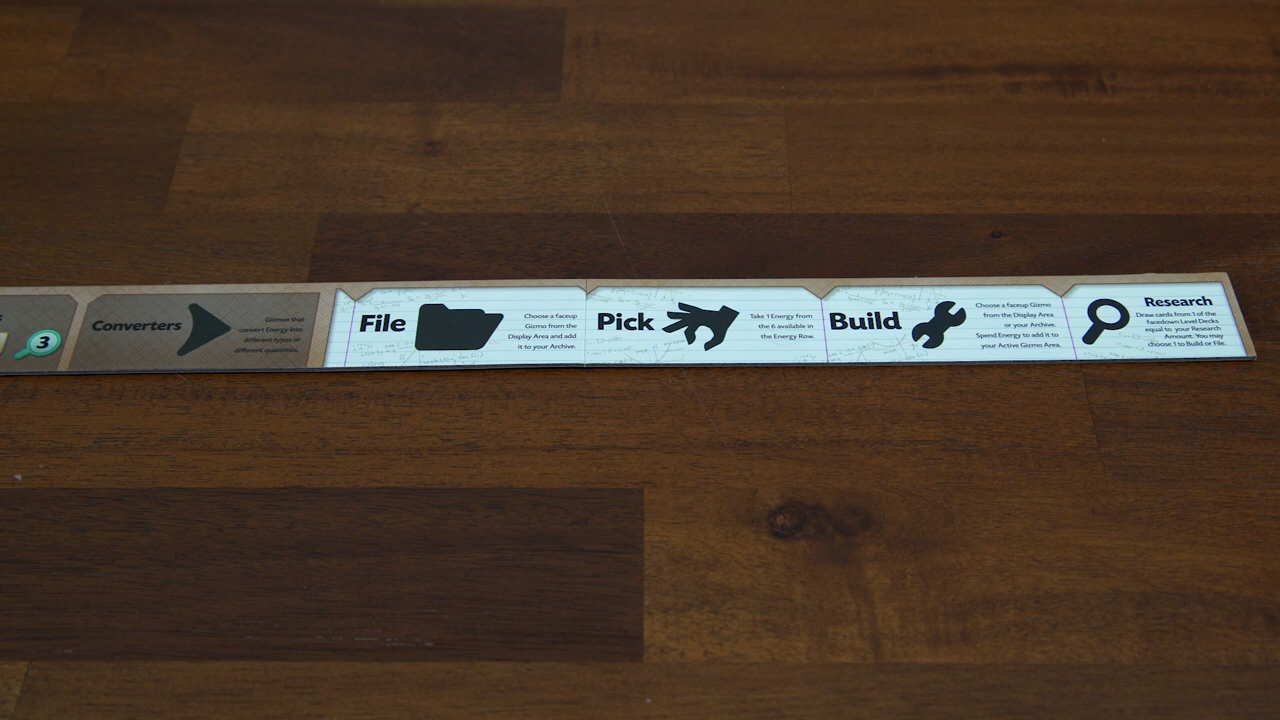 3
Converters
Gizmos that
convert Energy into
different types or
different quantities.
File
Choose a faceup
Gizmo from the
Display Area and add
it to your Archive.
Pick
Take 1 Energy from
the 6 available in
the Energy Row.
Build
Choose a faceup Gizmo
from the Display Area
or your Archive.
Spend Energy to add it to
your Active Gizmo Area.
Research
Draw cards from 1 of the
facedown Level Decks
equal to your Research
Amount. You may
choose 1 to Build or File.